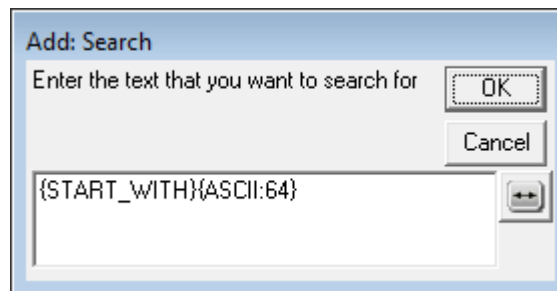 Add: Search
Enter the text that you want to search for
OK
Cancel
{START_WITH}{ASCII:64}